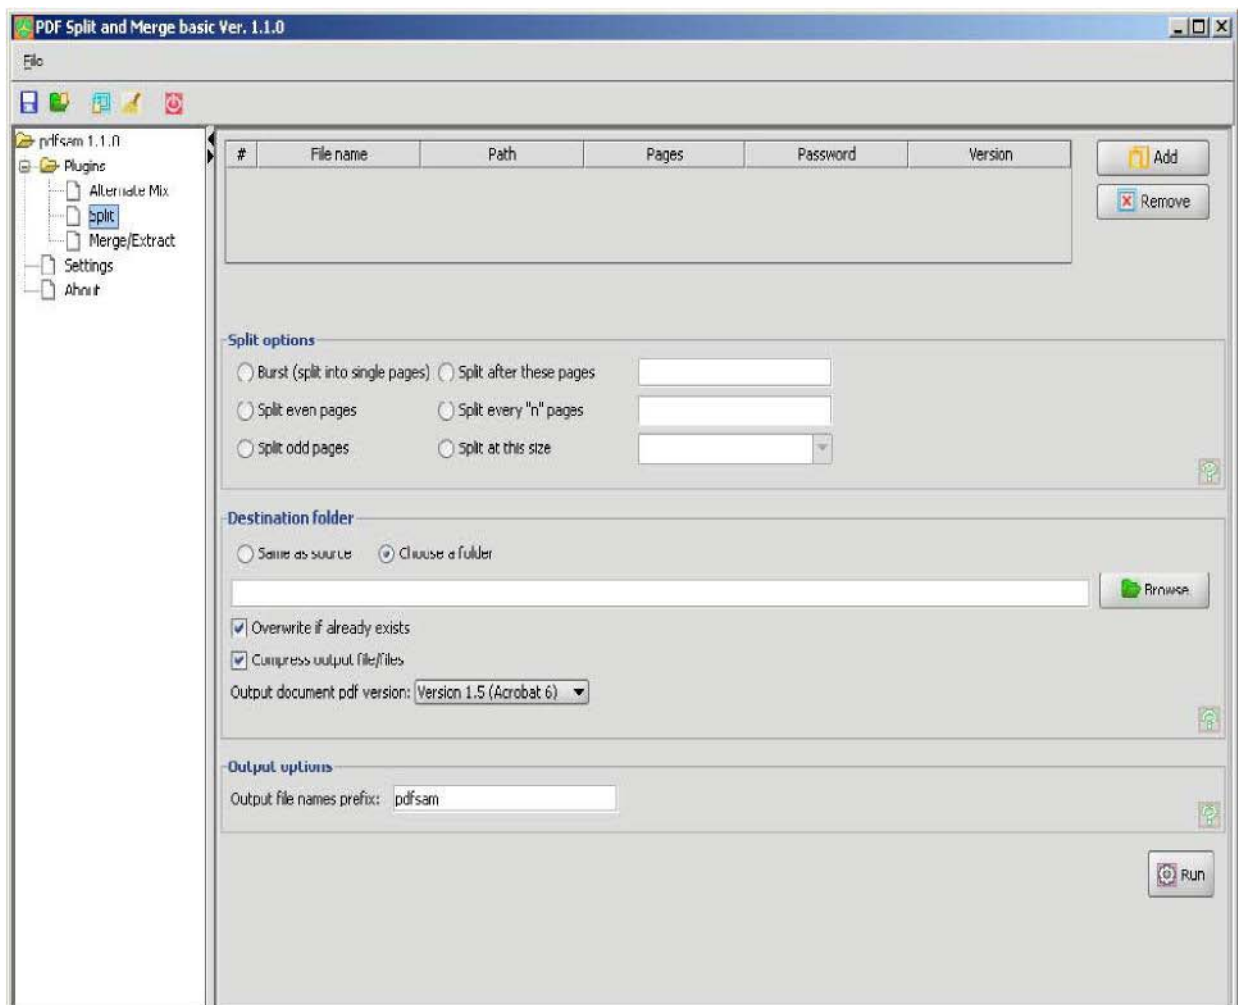 PDF Split and Merge basic Ver. 1.1.0
File
pdfsam 1.1.0
Plugins
Alternate Mix
Split
Merge/Extract
Settings
About
# File name Path Pages Password Version
Add
Remove
Split options
Burst (split into single pages) Split after these pages
Split even pages Split every "n" pages
Split odd pages Split at this size
Destination folder
Same as source Choose a folder
Browse
Overwrite if already exists
Compress output file/files
Output document pdf version: Version 1.5 (Acrobat 6)
Output options
Output file names prefix: pdfsam
Run